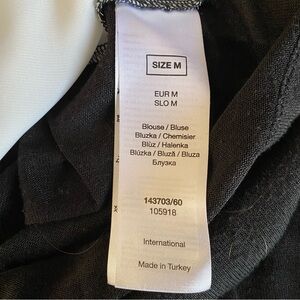 SIZE M
EUR M
SLO M
Blouse / Bluse
Bluzka / Chemisier
Blůz / Halenka
Blúzka / Bluză / Bluza
Блузка
143703/60
105918
International
Made in Turkey